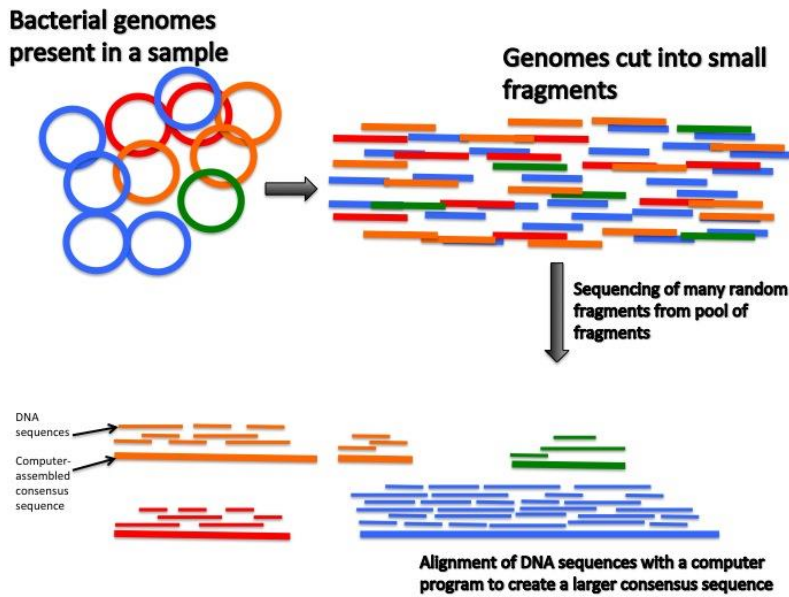 Bacterial genomes
present in a sample
Genomes cut into small
fragments
Sequencing of many random
fragments from pool of
fragments
DNA
sequences
Computer-
assembled
consensus
sequence
Alignment of DNA sequences with a computer
program to create a larger consensus sequence